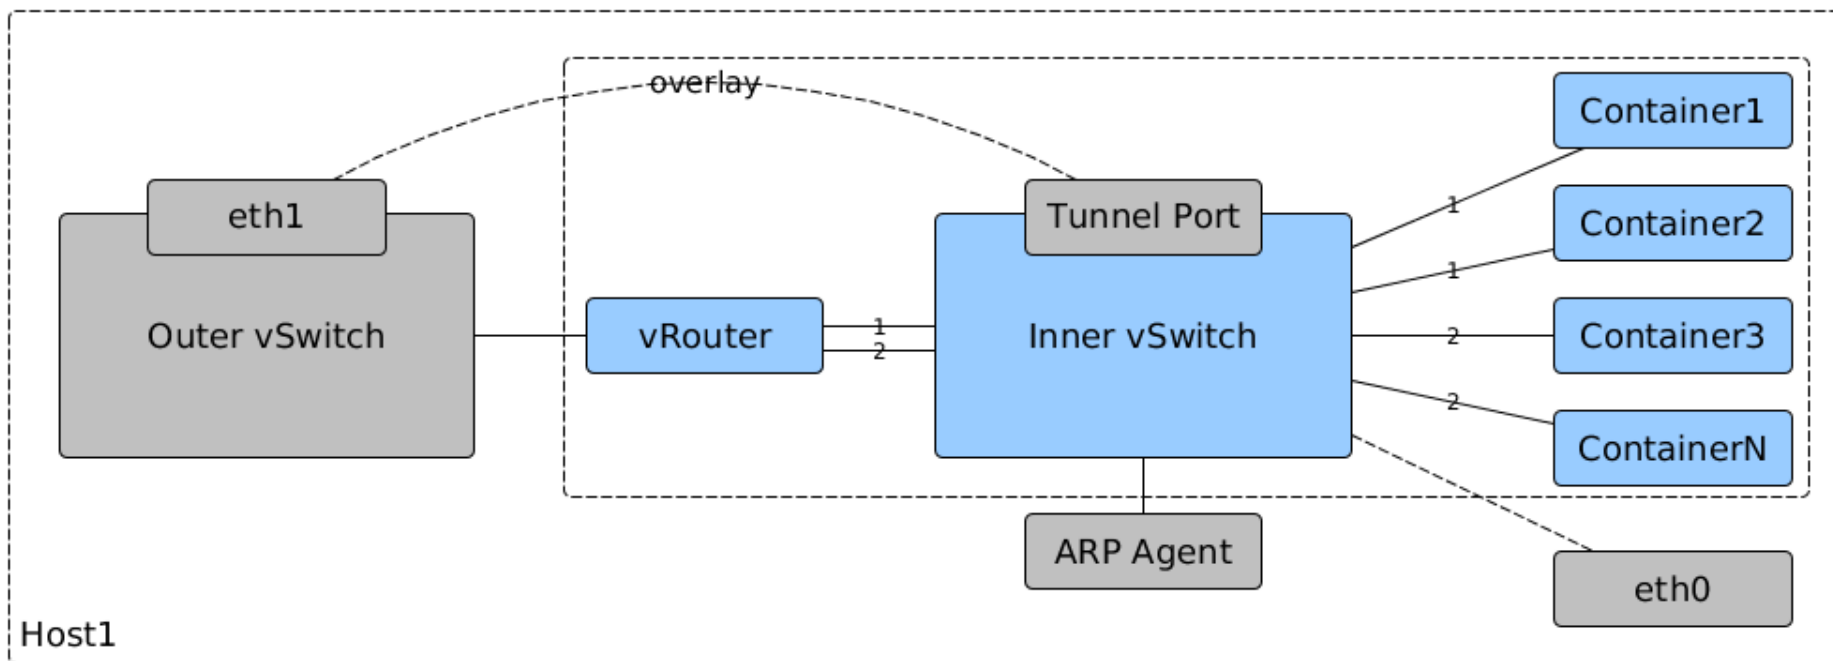 overlay
Container1
eth1
Tunnel Port
1
Container2
1
Outer vSwitch
vRouter
1
2
Inner vSwitch
2
Container3
2
ContainerN
ARP Agent
eth0
Host1